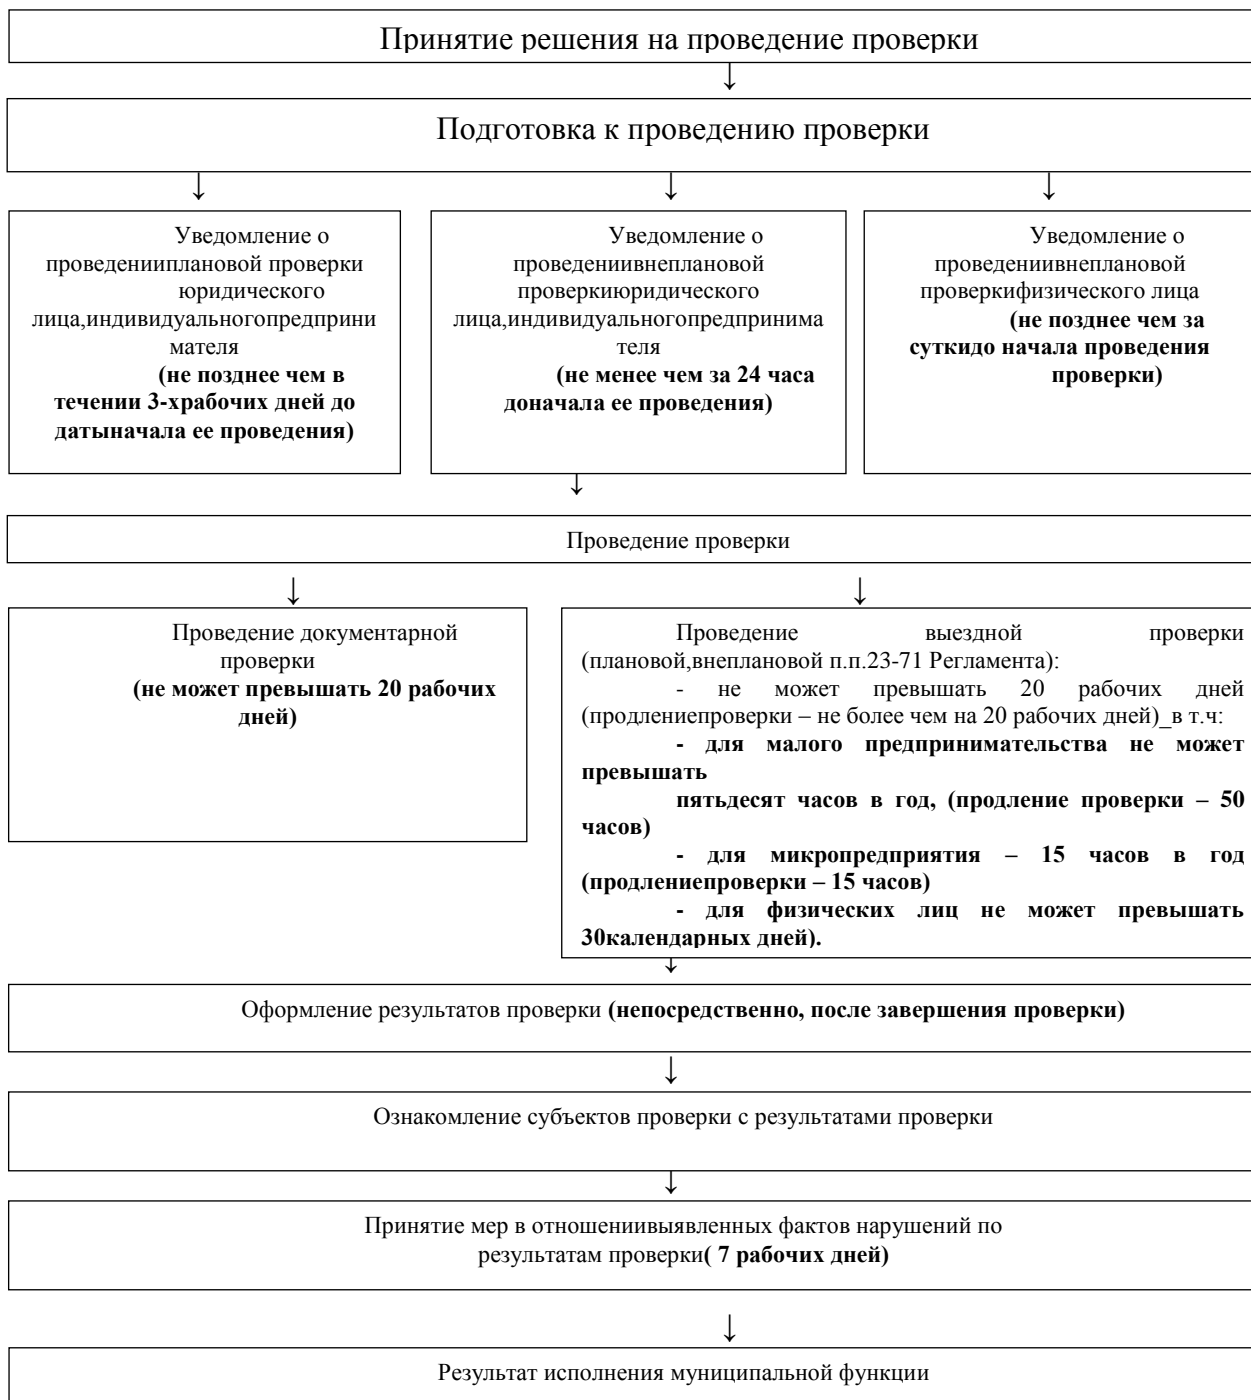 Принятие решения на проведение проверки
Подготовка к проведению проверки
Уведомление о
проведенииплановой проверки
юридического
лица,индивидуальногопредприни
мателя
(не позднее чем в
течении 3-храбочих дней до
датыначала ее проведения)
Уведомление о
проведениивнеплановой
проверкиюридического
лица,индивидуальногопредпринима
теля
(не менее чем за 24 часа
доначала ее проведения)
Уведомление о
проведениивнеплановой
проверкифизического лица
(не позднее чем за
суткидо начала проведения
проверки)
Проведение проверки
Проведение документарной
проверки
(не может превышать 20 рабочих
дней)
Проведение выездной проверки
(плановой,внеплановой п.п.23-71 Регламента):
- не может превышать 20 рабочих дней
(продлениепроверки – не более чем на 20 рабочих дней)_в т.ч:
- для малого предпринимательства не может
превышать
пятьдесят часов в год, (продление проверки – 50
часов)
- для микропредприятия – 15 часов в год
(продлениепроверки – 15 часов)
- для физических лиц не может превышать
30календарных дней).
Оформление результатов проверки (непосредственно, после завершения проверки)
Ознакомление субъектов проверки с результатами проверки
Принятие мер в отношениивыявленных фактов нарушений по
результатам проверки( 7 рабочих дней)
Результат исполнения муниципальной функции